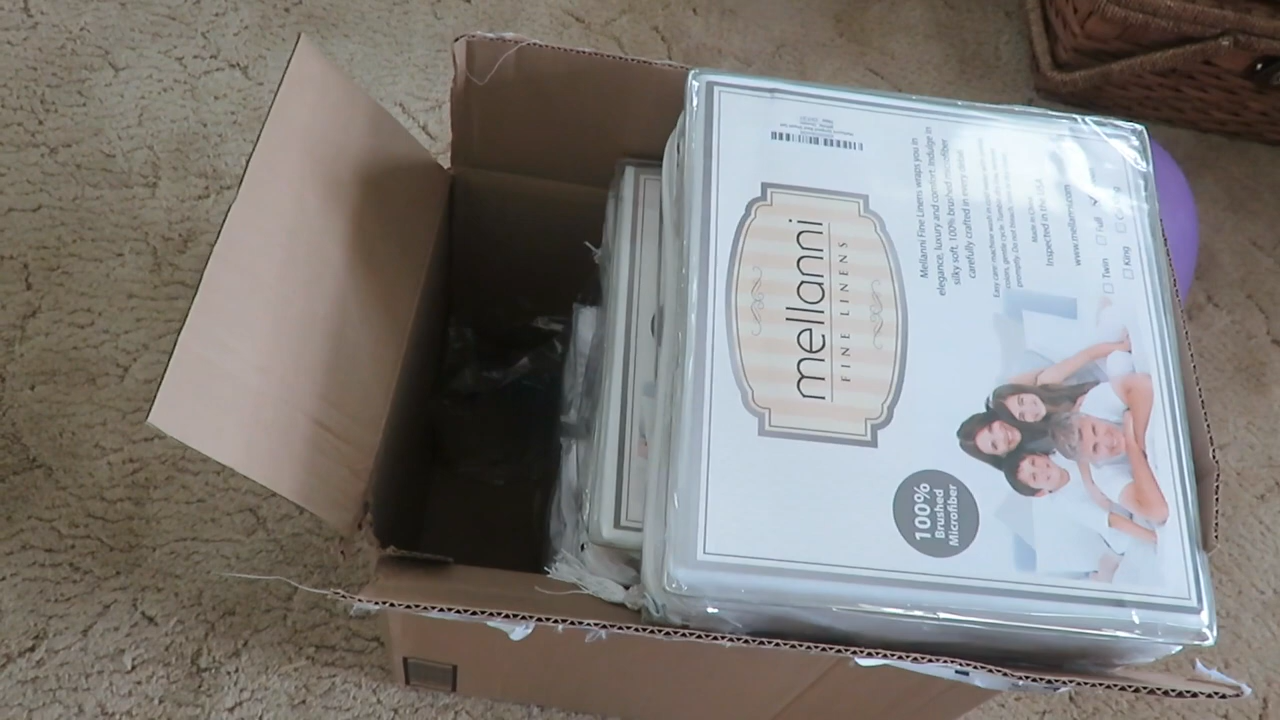 mellanni
FINE LINENS
Mellanni Fine Linens wraps you in
elegance, luxury and comfort. Indulge in
silky soft, 100% brushed microfiber
carefully crafted in every detail.
Made in China
Inspected in the USA
www.mellanni.com
Twin
Full
King
100%
Brushed
Microfiber